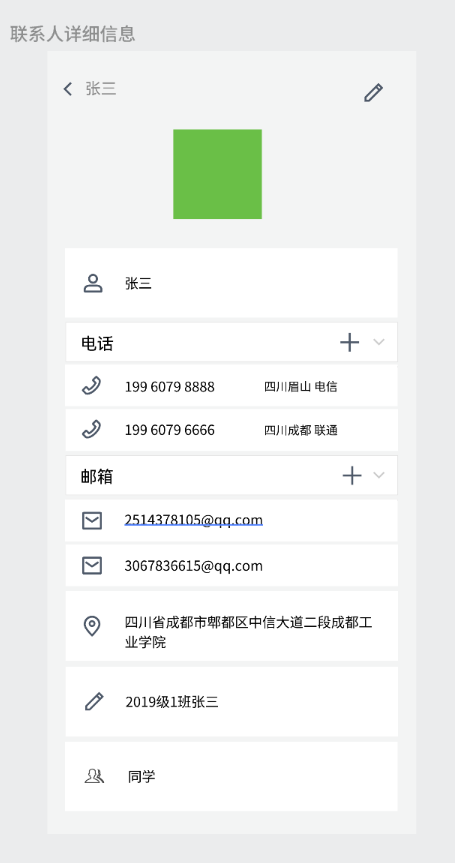 联系人详细信息
张三
张三
电话
199 6079 8888 四川眉山 电信
199 6079 6666 四川成都 联通
邮箱
2514378105@qq.com
3067836615@qq.com
四川省成都市郫都区中信大道二段成都工
业学院
2019级1班张三
同学